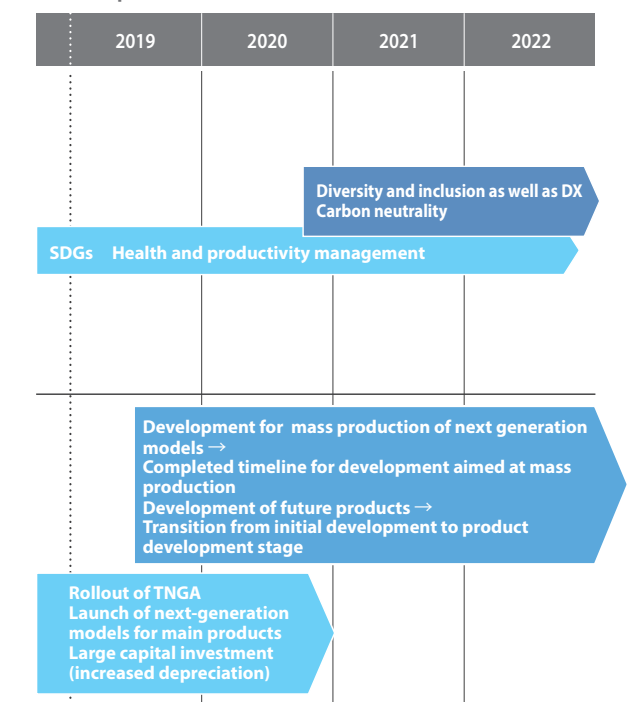 2019 2020 2021 2022
Diversity and inclusion as well as DX
Carbon neutrality
SDGs Health and productivity management
Development for mass production of next generation
models →
Completed timeline for development aimed at mass
production
Development of future products →
Transition from initial development to product
development stage
Rollout of TNGA
Launch of next-generation
models for main products
Large capital investment
(increased depreciation)